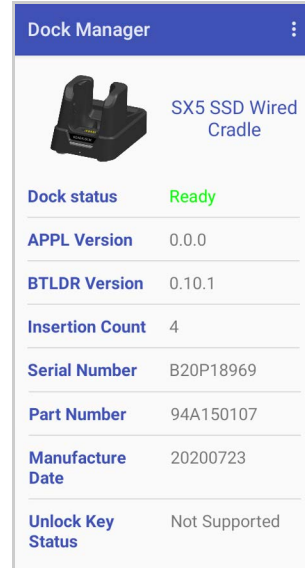 Dock Manager
SX5 SSD Wired
Cradle
Dock status Ready
APPL Version 0.0.0
BTLDR Version 0.10.1
Insertion Count 4
Serial Number B20P18969
Part Number 94A150107
Manufacture 20200723
Date
Unlock Key Not Supported
Status